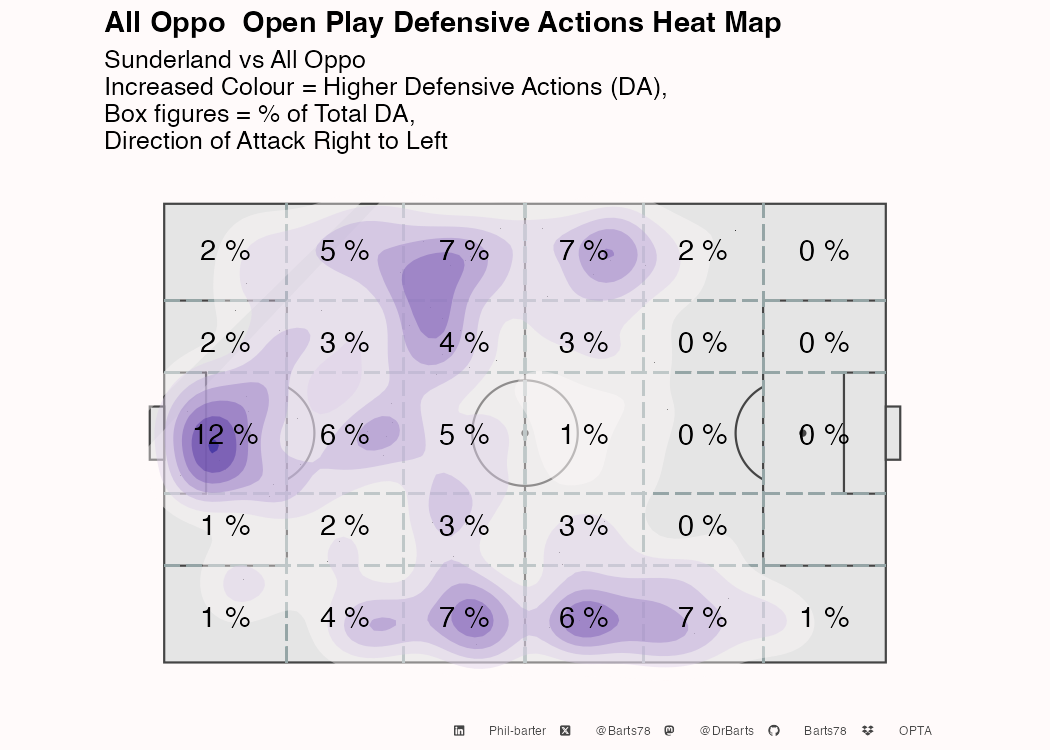 All Oppo  Open Play Defensive Actions Heat Map
Sunderland vs All Oppo
Increased Colour = Higher Defensive Actions (DA),
Box figures = % of Total DA,
Direction of Attack Right to Left
2 % 5 % 7 % 7 % 2 % 0 %
2 % 3 % 4 % 3 % 0 % 0 %
12 % 6 % 5 % 1 % 0 % 0 %
1 % 2 % 3 % 3 % 0 %
1 % 4 % 7 % 6 % 7 % 1 %
Phil-barter @Barts78 @DrBarts Barts78 OPTA